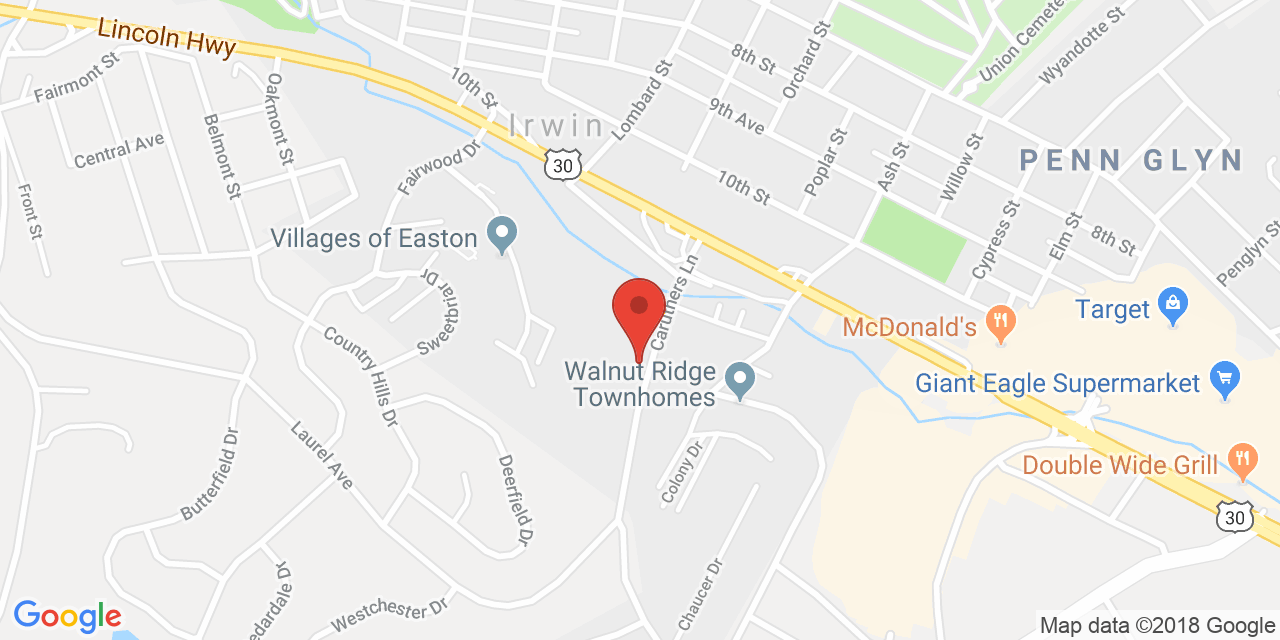 Lincoln Hwy
Fairmont St
Oakmont St
10th St
Lombard St
8th St
Orchard St
Union Cemete
Wyandotte St
9th Ave
Irwin
30
Central Ave
Belmont St
Fairwood Dr
Front St
10th St
Poplar St
Ash St
Willow St
PENN GLYN
Cypress St
Elm St
8th St
Penglyn St
Villages of Easton
Sweetbriar Dr
Caruthers Ln
McDonald's
Target
Country Hills Dr
Walnut Ridge
Townhomes
Giant Eagle Supermarket
Laurel Ave
Butterfield Dr
Deerfield Dr
Colony Dr
Double Wide Grill
30
edardale Dr
Westchester Dr
Chaucer Dr
Google
Map data ©2018 Google